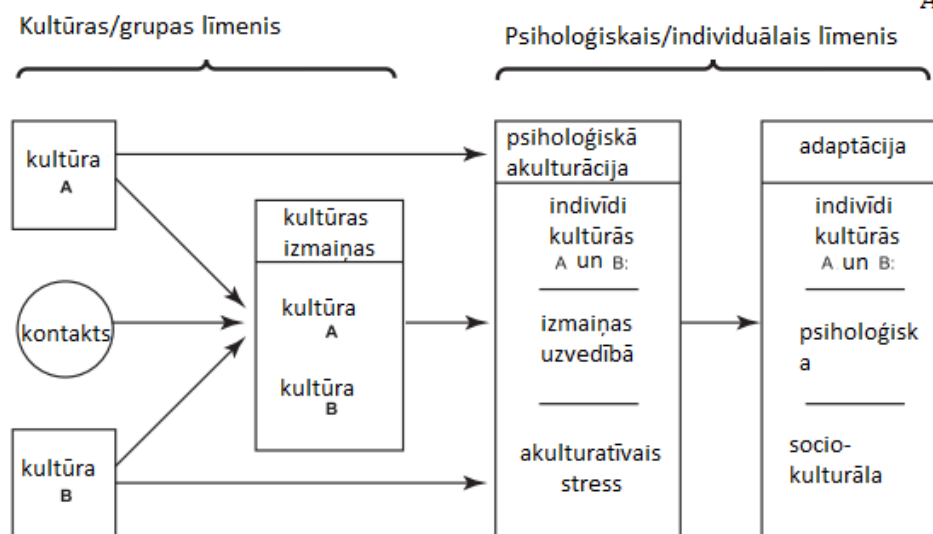 A
Kultūras/grupas līmenis
Psiholoģiskais/individuālais līmenis
kultūra
A
kontakts
kultūra
B
kultūras
izmaiņas
kultūra
A
kultūra
B
psiholoģiskā
akulturācija
indivīdi
kultūrās
A un B:
izmaiņas
uzvedībā
akulturatīvais
stress
adaptācija
indivīdi
kultūrās
A un B:
psiholoģisk
a
socio-
kulturāla